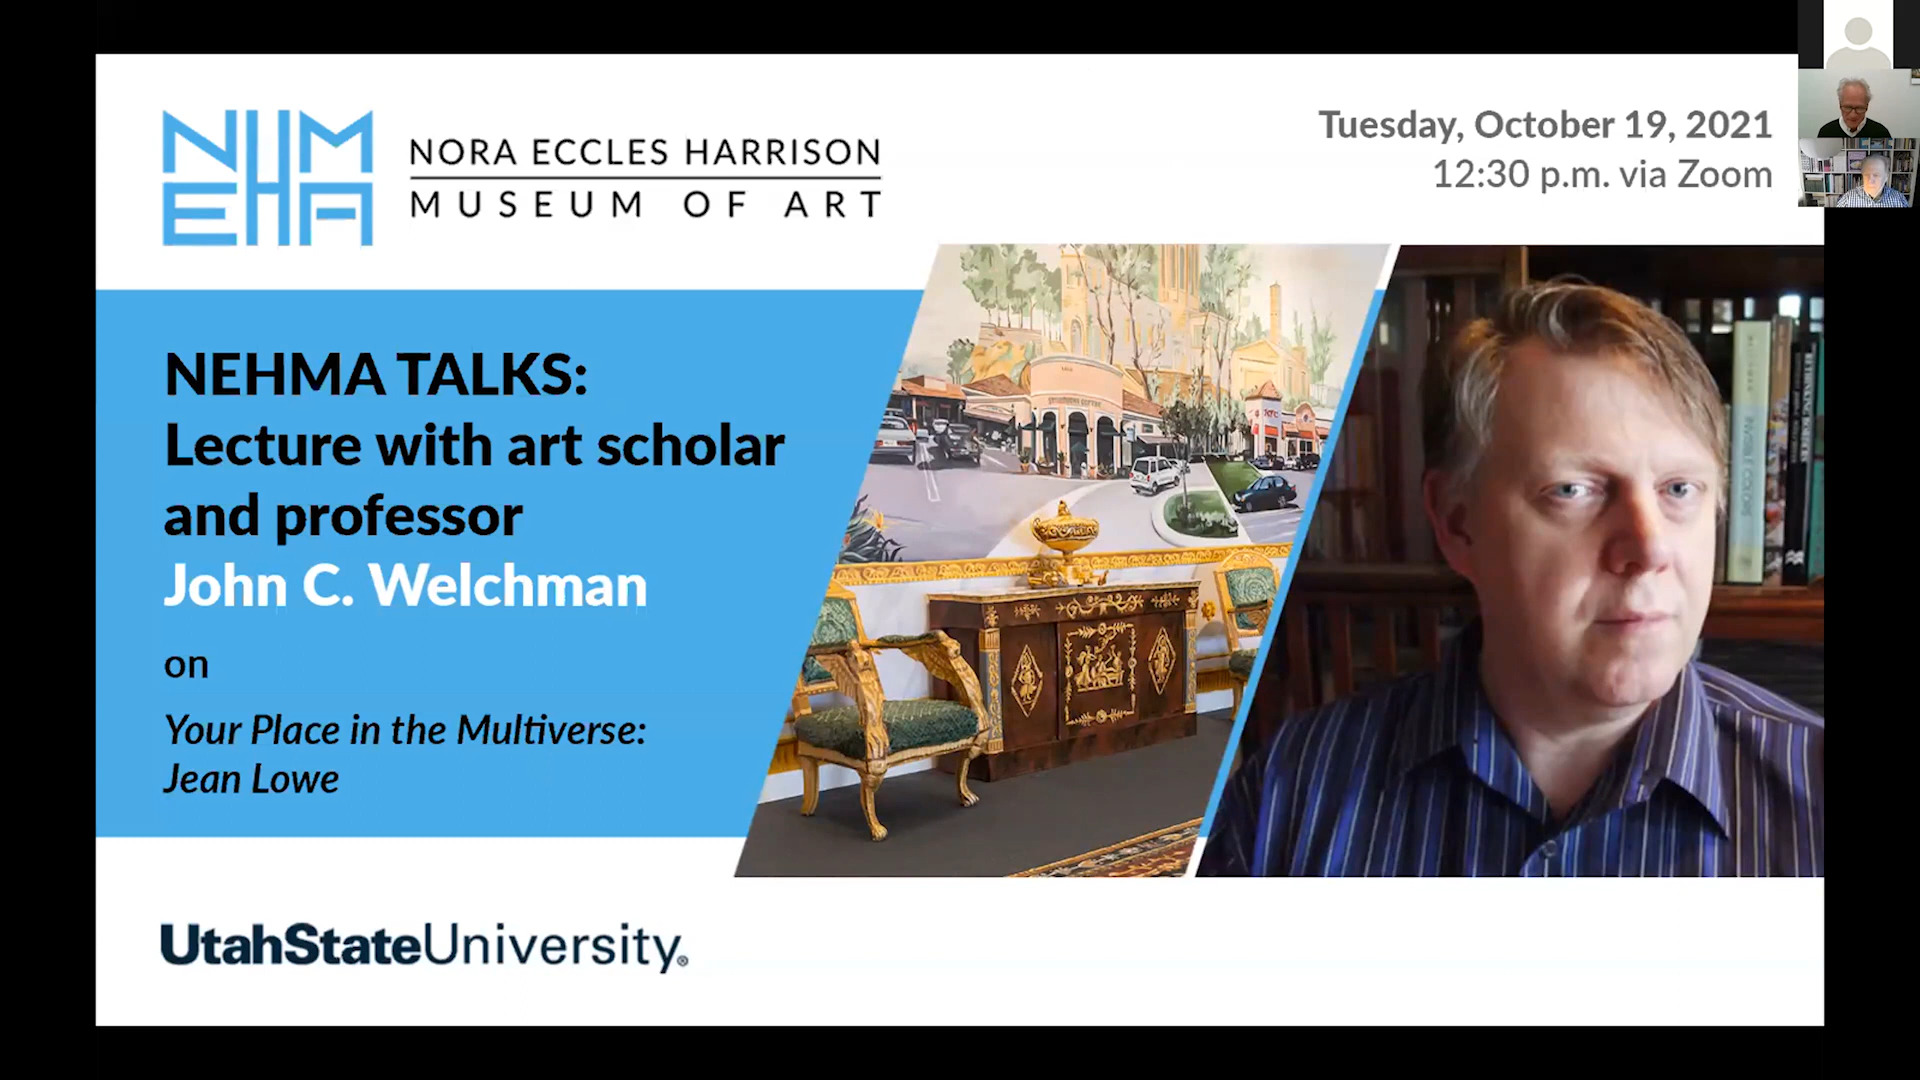 NEHMA
NORA ECCLES HARRISON
MUSEUM OF ART
Tuesday, October 19, 2021
12:30 p.m. via Zoom
NEHMA TALKS:
Lecture with art scholar
and professor
John C. Welchman
on
Your Place in the Multiverse:
Jean Lowe
UtahStateUniversity®